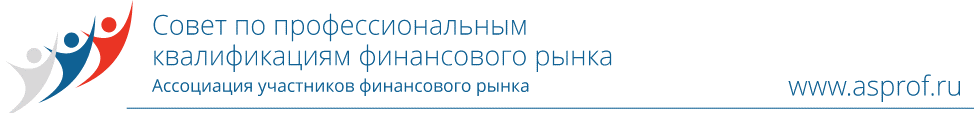 Совет по профессиональным
квалификациям финансового рынка
Ассоциация участников финансового рынка
www.asprof.ru